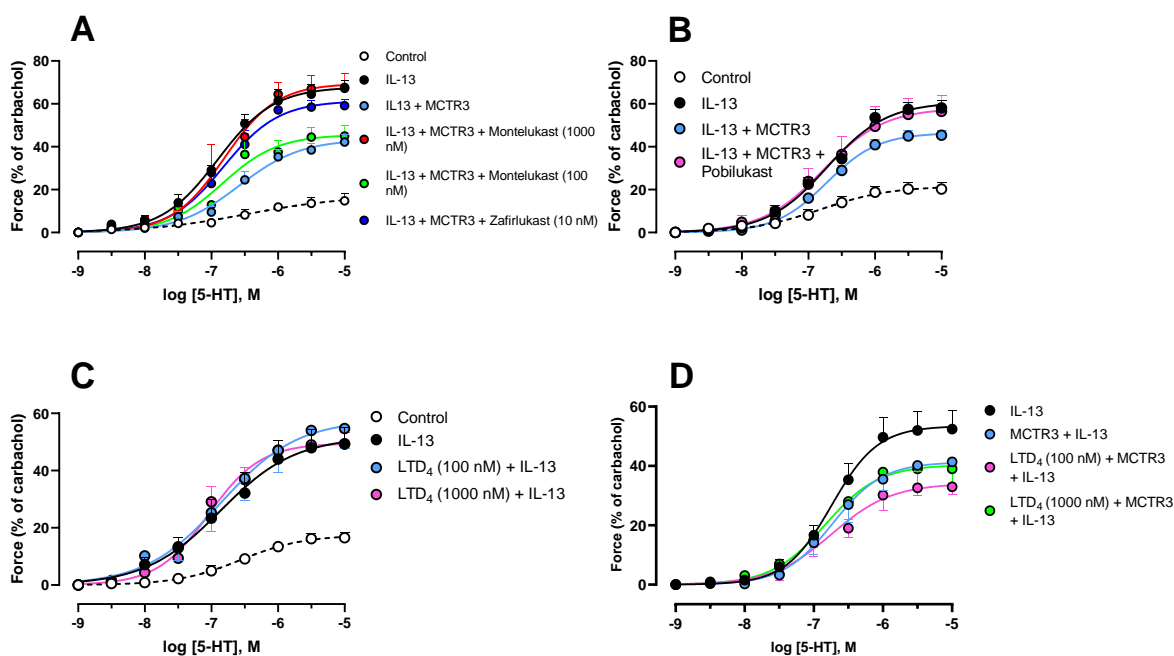 A
Force (% of carbachol)
80
60
40
20
0
-9
-8
-7
-6
-5
log [5-HT], M
Control
IL-13
IL13 + MCTR3
IL-13 + MCTR3 + Montelukast (1000
nM)
IL-13 + MCTR3 + Montelukast (100
nM)
IL-13 + MCTR3 + Zafirlukast (10 nM)
B
Force (% of carbachol)
80
60
40
20
0
-9
-8
-7
-6
-5
log [5-HT], M
Control
IL-13
IL-13 + MCTR3
IL-13 + MCTR3 +
Pobilukast
C
Force (% of carbachol)
60
40
20
0
-9
-8
-7
-6
-5
log [5-HT], M
Control
IL-13
LTD₄ (100 nM) + IL-13
LTD₄ (1000 nM) + IL-13
D
Force (% of carbachol)
60
40
20
0
-9
-8
-7
-6
-5
log [5-HT], M
IL-13
MCTR3 + IL-13
LTD₄ (100 nM) + MCTR3
+ IL-13
LTD₄ (1000 nM) + MCTR3
+ IL-13